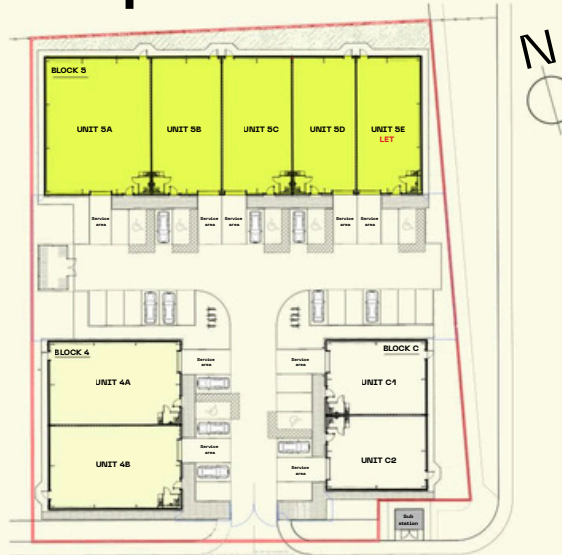 N
BLOCK 5
UNIT 5A
UNIT 5B
UNIT 5C
UNIT 5D
UNIT 5E
LET
Service
area
Service
area
Service
area
Service
area
Service
area
BLOCK 4
UNIT 4A
UNIT 4B
Service
area
Service
area
Service
area
Service
area
BLOCK C
UNIT C1
UNIT C2
Sub
station